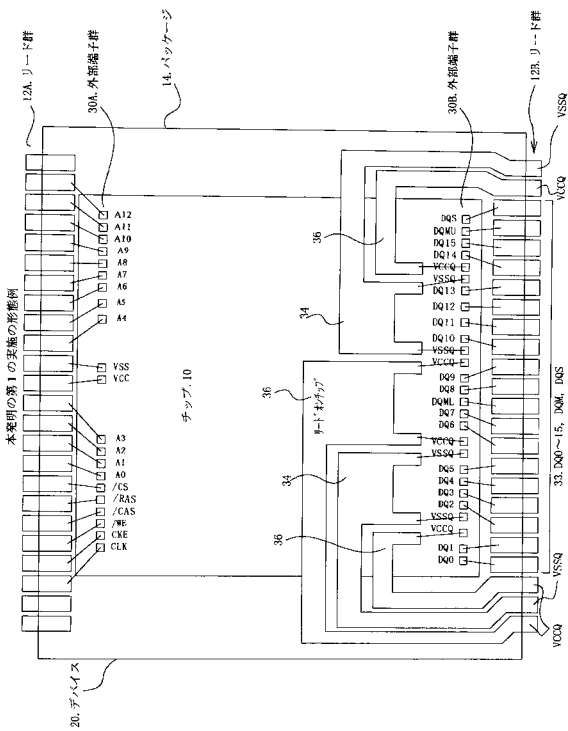 本発明の第1の実施の形態例
12A.リード群
30A.外部端子群
14.パッケージ
20.デバイス
A12
A11
A10
A9
A8
A7
A6
A5
A4
VSS
VCC
A3
A2
A1
A0
/CS
/RAS
/CAS
/WE
CKE
CLK
チップ.10
リードオンチップ
36
34
36
34
36
30B.外部端子群
12B.リード群
DQS
DQMU
DQ15
DQ14
VCCQ
VSSQ
DQ13
DQ12
DQ11
DQ10
VSSQ
VCCQ
DQ9
DQ8
DQML
DQ7
DQ6
VCCQ
VSSQ
DQ5
DQ4
DQ3
DQ2
VSSQ
VCCQ
DQ1
DQ0
VSSQ
VCCQ
33.DQ0~15, DQM, DQS
VSSQ
VCCQ